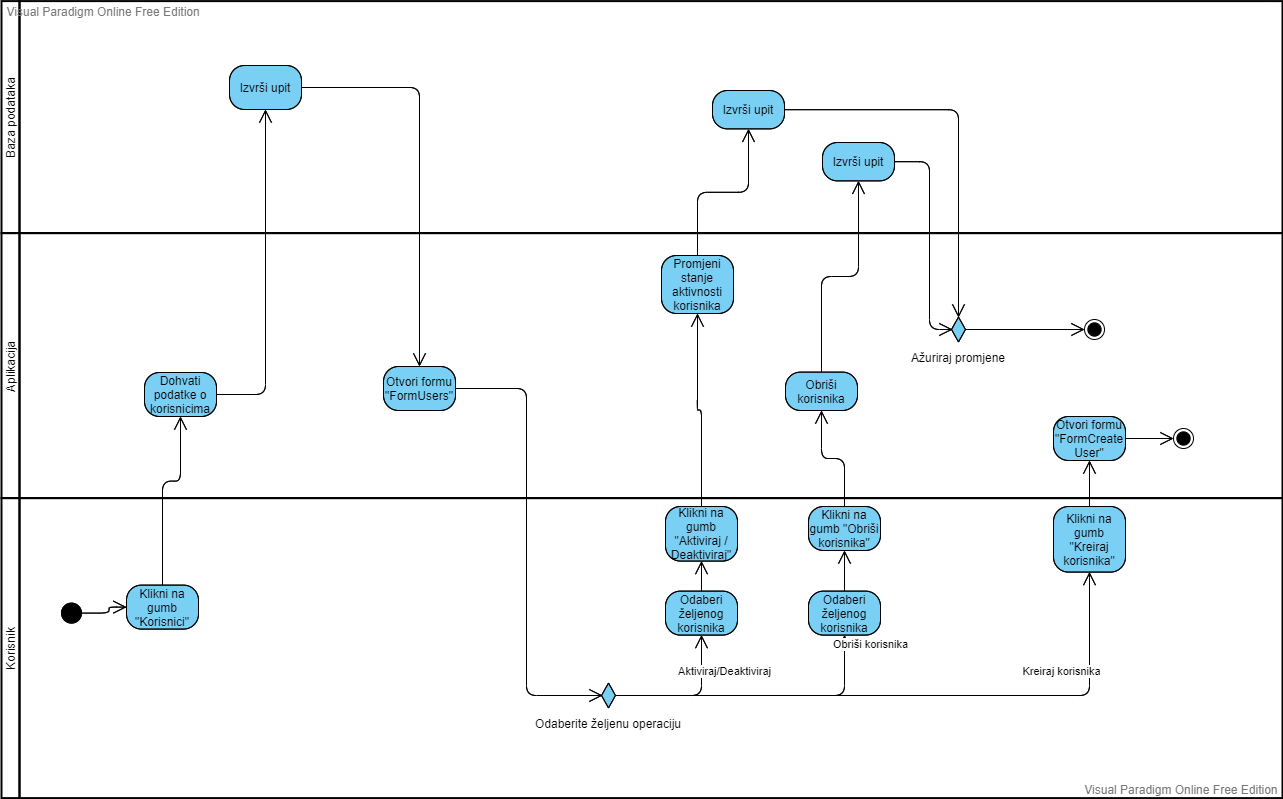 Visual Paradigm Online Free Edition
Baza podataka
Izvrši upit
Izvrši upit
Izvrši upit
Aplikacija
Promjeni
stanje
aktivnosti
korisnika
Ažuriraj promjene
Dohvati
podatke o
korisnicima
Otvori formu
"FormUsers"
Obriši
korisnika
Otvori formu
"FormCreate
User"
Korisnik
Klikni na
gumb
"Korisnici"
Klikni na
gumb
"Aktiviraj /
Deaktiviraj"
Klikni na
gumb "Obriši
korisnika"
Klikni na
gumb
"Kreiraj
korisnika"
Odaberi
željenog
korisnika
Odaberi
željenog
korisnika
Obriši korisnika
Aktiviraj/Deaktiviraj
Kreiraj korisnika
Odaberite željenu operaciju
Visual Paradigm Online Free Edition